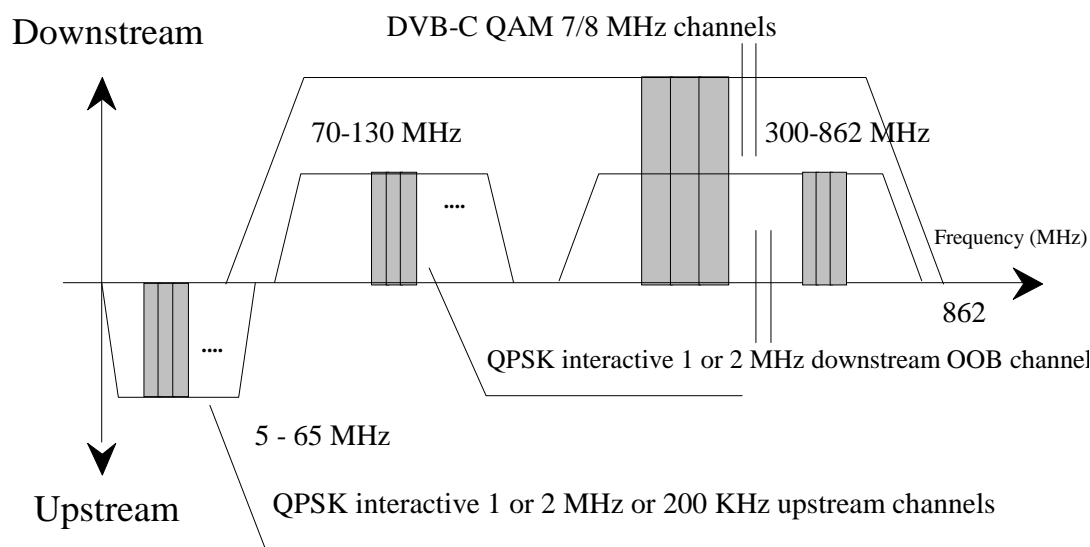 Downstream
DVB-C QAM 7/8 MHz channels
70-130 MHz
300-862 MHz
....
Frequency (MHz)
862
....
QPSK interactive 1 or 2 MHz downstream OOB channel
5 - 65 MHz
Upstream
QPSK interactive 1 or 2 MHz or 200 KHz upstream channels